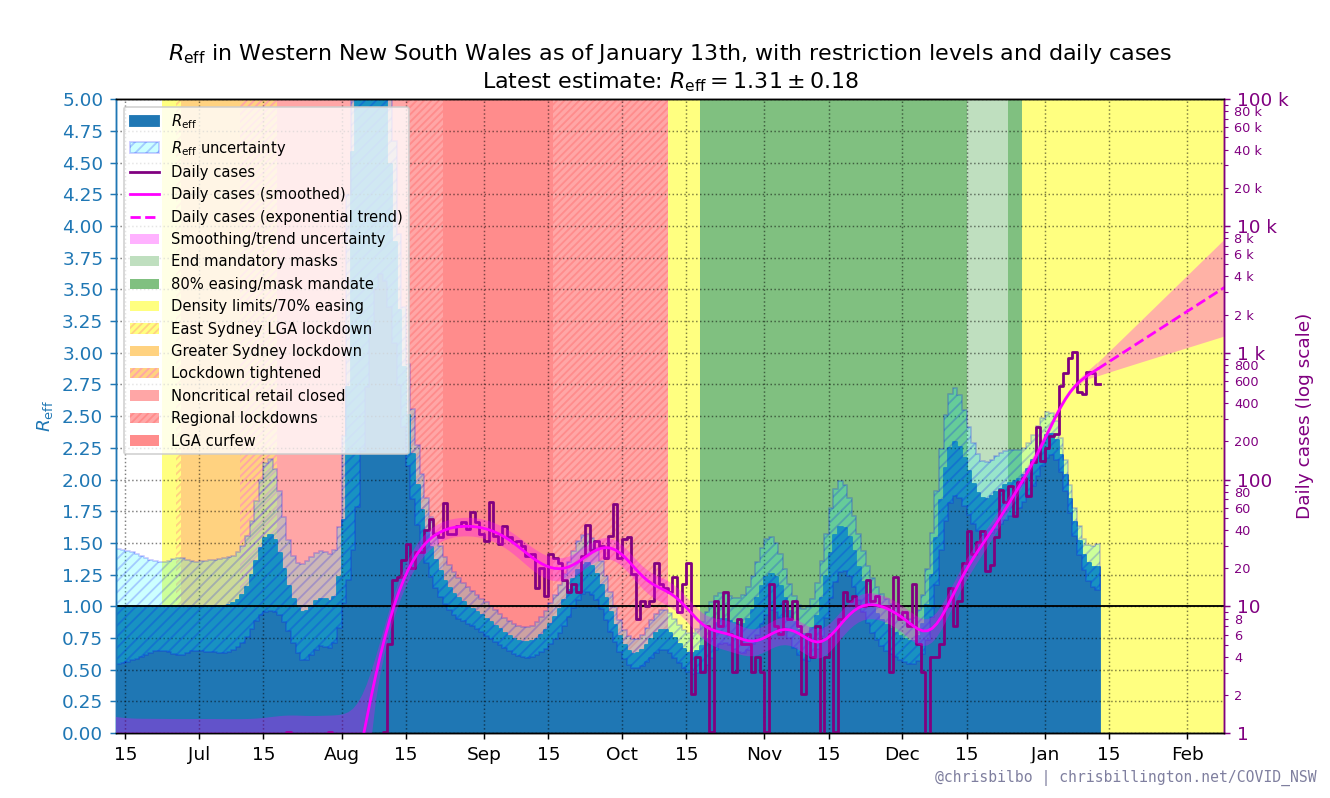 R_eff in Western New South Wales as of January 13th, with restriction levels and daily cases
Latest estimate: R_eff = 1.31 ± 0.18
5.00
4.75
4.50
4.25
4.00
3.75
3.50
3.25
3.00
2.75
2.50
2.25
2.00
1.75
1.50
1.25
1.00
0.75
0.50
0.25
0.00
R_eff
R_eff
R_eff uncertainty
Daily cases
Daily cases (smoothed)
Daily cases (exponential trend)
Smoothing/trend uncertainty
End mandatory masks
80% easing/mask mandate
Density limits/70% easing
East Sydney LGA lockdown
Greater Sydney lockdown
Lockdown tightened
Noncritical retail closed
Regional lockdowns
LGA curfew
100 k
80 k
60 k
40 k
20 k
10 k
8 k
6 k
4 k
2 k
1 k
800
600
400
200
100
80
60
40
20
10
8
6
4
2
1
Daily cases (log scale)
15 Jul 15 Aug 15 Sep 15 Oct 15 Nov 15 Dec 15 Jan 15 Feb
@chrisbilbo | chrisbillington.net/COVID_NSW